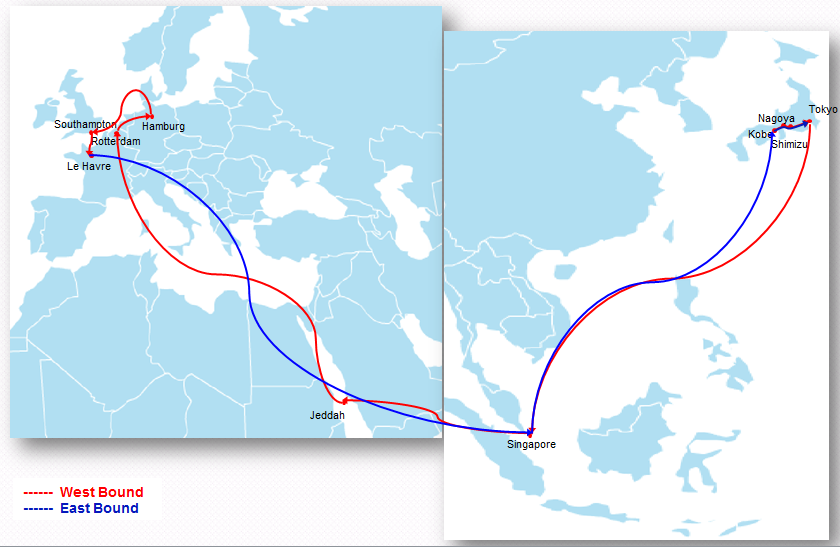 Southampton
Rotterdam
Hamburg
Le Havre
Jeddah
Tokyo
Nagoya
Kobe
Shimizu
Singapore
------ West Bound
------ East Bound